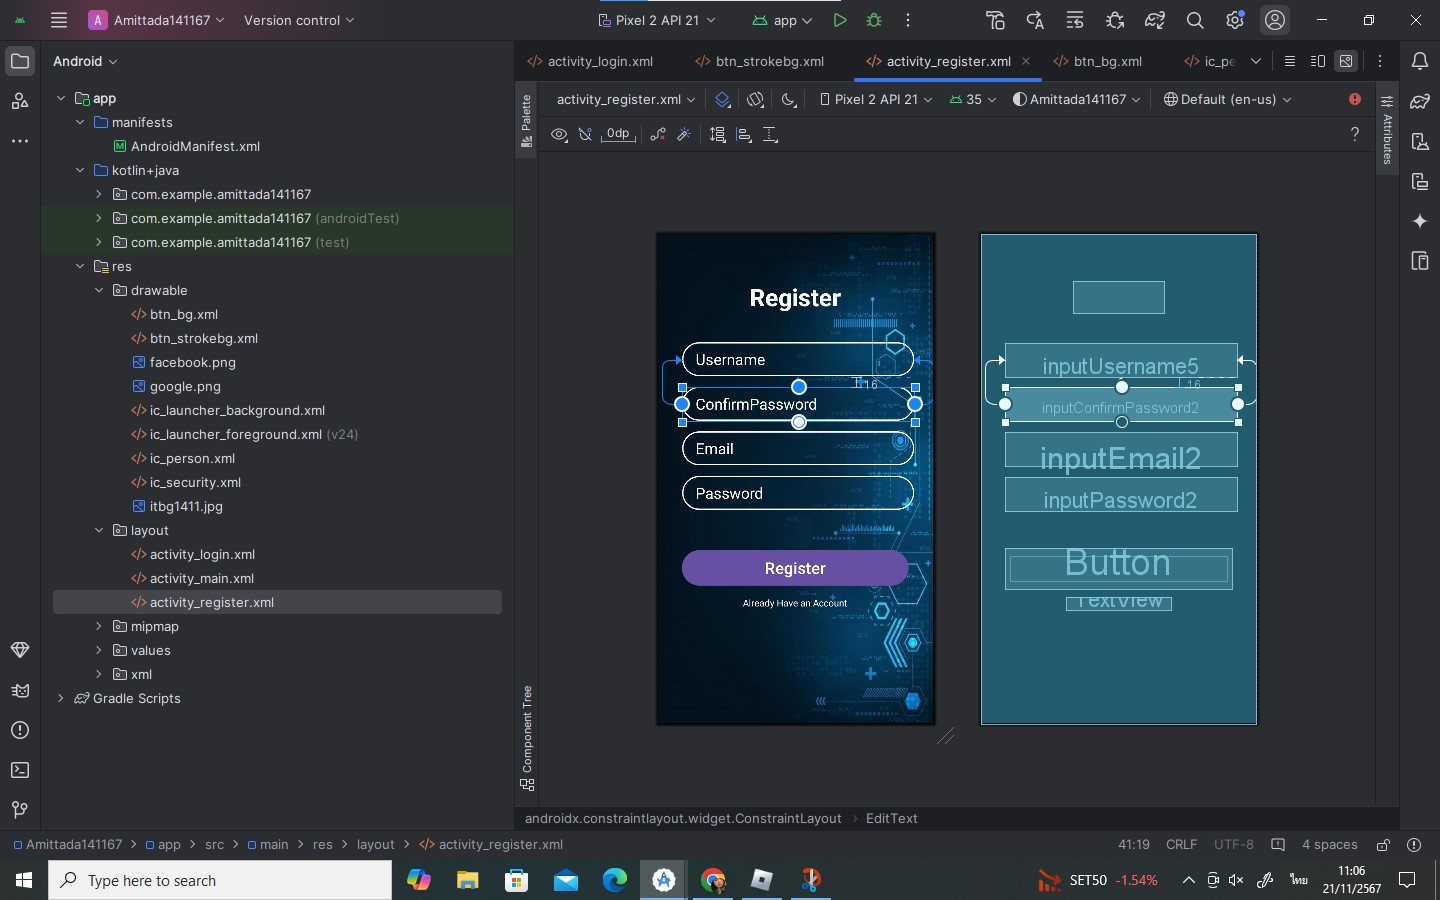 A Amittada141167 Version control Pixel 2 API 21 app
Android
activity_login.xml btn_strokebg.xml activity_register.xml btn_bg.xml ic_pe
app
manifests
AndroidManifest.xml
kotlin+java
com.example.amittada141167
com.example.amittada141167 (androidTest)
com.example.amittada141167 (test)
res
drawable
btn_bg.xml
btn_strokebg.xml
facebook.png
google.png
ic_launcher_background.xml
ic_launcher_foreground.xml (v24)
ic_person.xml
ic_security.xml
itbg1411.jpg
layout
activity_login.xml
activity_main.xml
activity_register.xml
mipmap
values
xml
Gradle Scripts
Palette
Component Tree
activity_register.xml Pixel 2 API 21 35 Amittada141167 Default (en-us)
0dp ?
Attributes
Register
Username
16
ConfirmPassword
Email
Password
Register
Already Have an Account
inputUsername5
16
inputConfirmPassword2
inputEmail2
inputPassword2
Button
TextView
androidx.constraintlayout.widget.ConstraintLayout EditText
Amittada141167 app src main res layout activity_register.xml 41:19 CRLF UTF-8 4 spaces
Type here to search SET50 -1.54% ไทย 11:06
21/11/2567